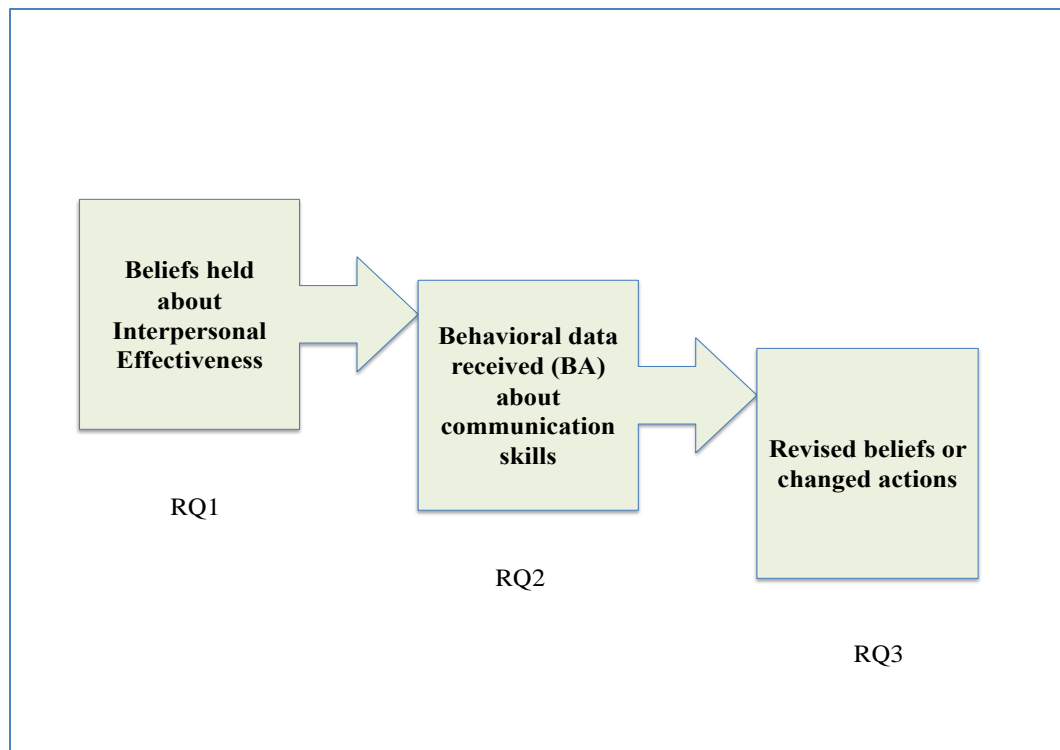 Beliefs held
about
Interpersonal
Effectiveness
RQ1
Behavioral data
received (BA)
about
communication
skills
RQ2
Revised beliefs or
changed actions
RQ3